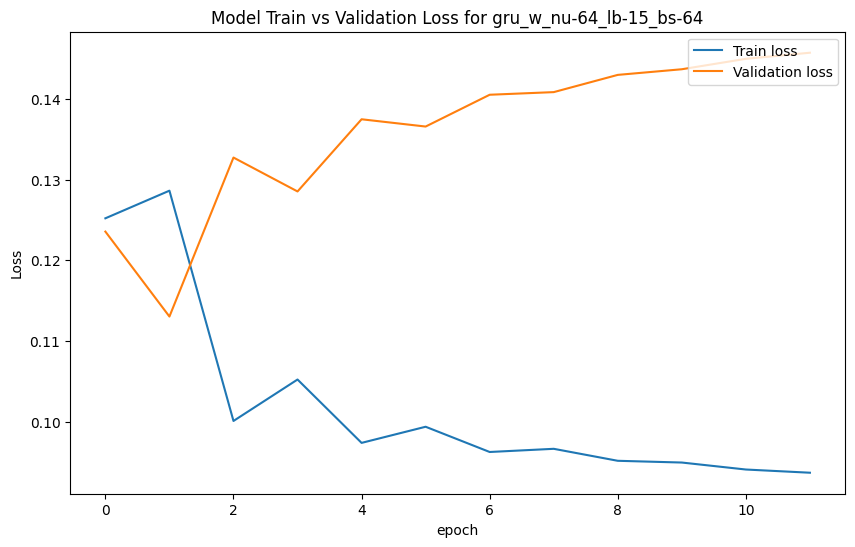 Model Train vs Validation Loss for gru_w_nu-64_lb-15_bs-64
Train loss
Validation loss
0.14
0.13
0.12
0.11
0.10
Loss
0 2 4 6 8 10
epoch